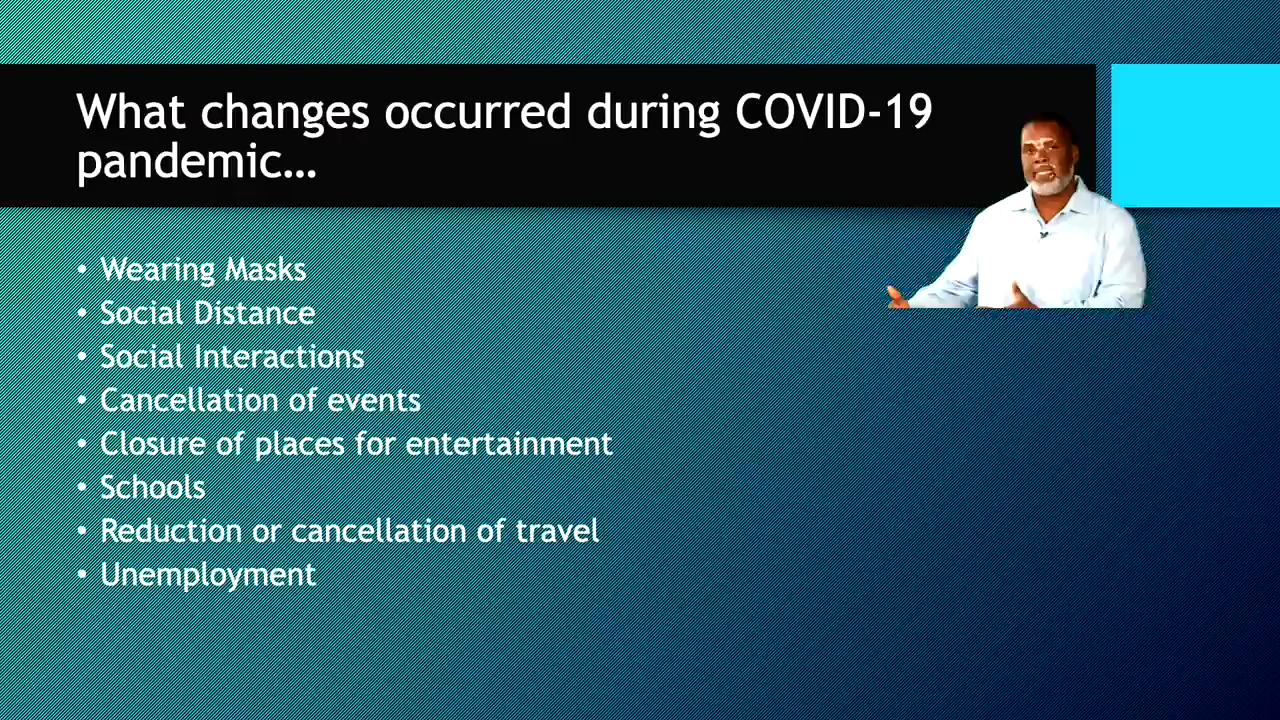 What changes occurred during COVID-19
pandemic…
• Wearing Masks
• Social Distance
• Social Interactions
• Cancellation of events
• Closure of places for entertainment
• Schools
• Reduction or cancellation of travel
• Unemployment